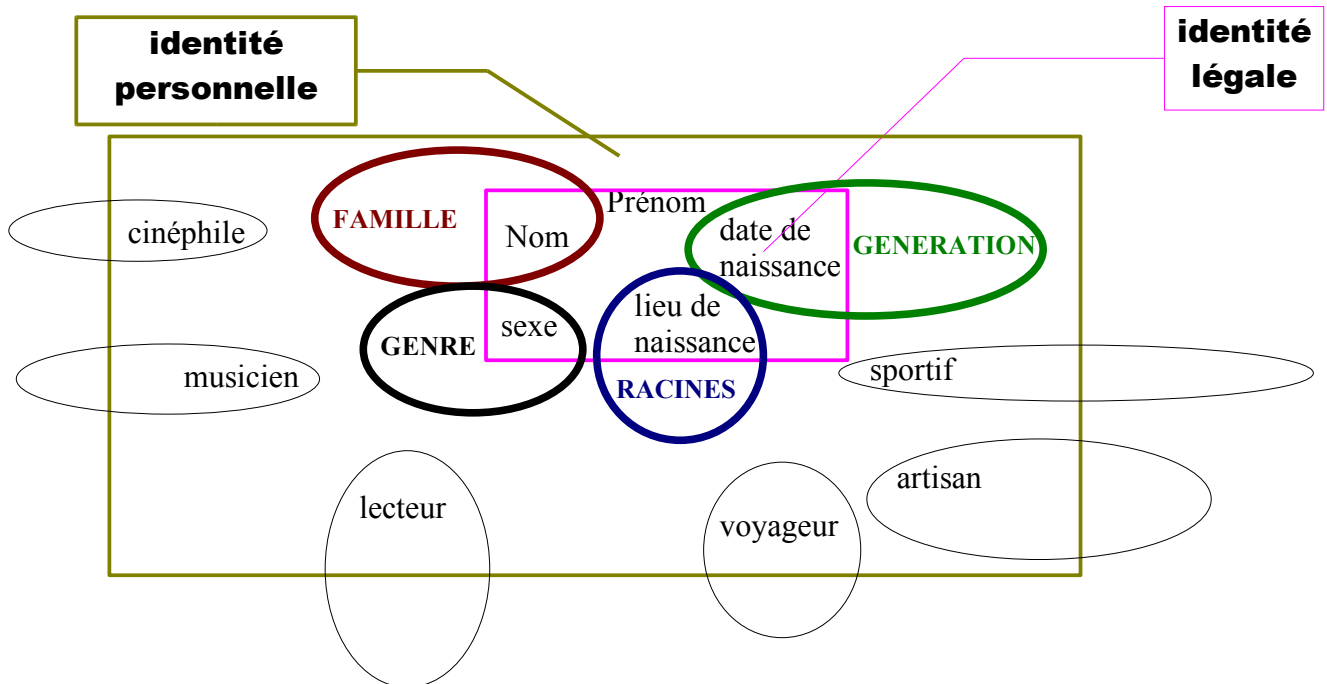 identité
personnelle
identité
légale
Prénom
FAMILLE
Nom
date de
naissance
GENERATION
cinéphile
lieu de
naissance
sexe
GENRE
RACINES
musicien
sportif
artisan
lecteur
voyageur